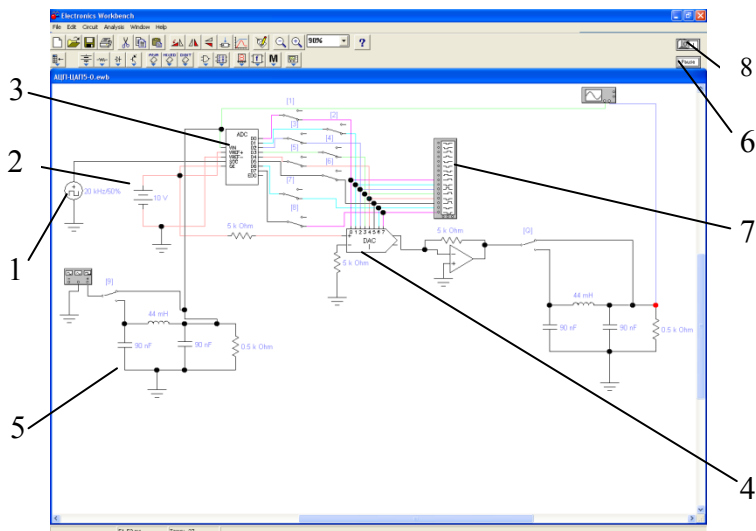 Electronics Workbench
File Edit Circuit Analysis Window Help
98% ?
M
АЦП-ЦАП5-0.ewb
8
6
3
2
1
5
4
7
[1]
[2]
[3]
[4]
[5]
[6]
[7]
[8]
ADC
VIN
VREF+
VREF-
SOC
OE
D0
D1
D2
D3
D4
D5
D6
D7
EOC
20 kHz/50%
10 V
5 k Ohm
0 1 2 3 4 5 6 7
DAC
I
5 k Ohm
5 k Ohm
[Q]
[9]
44 mH
90 nF
90 nF
0.5 k Ohm
44 mH
90 nF
90 nF
0.5 k Ohm